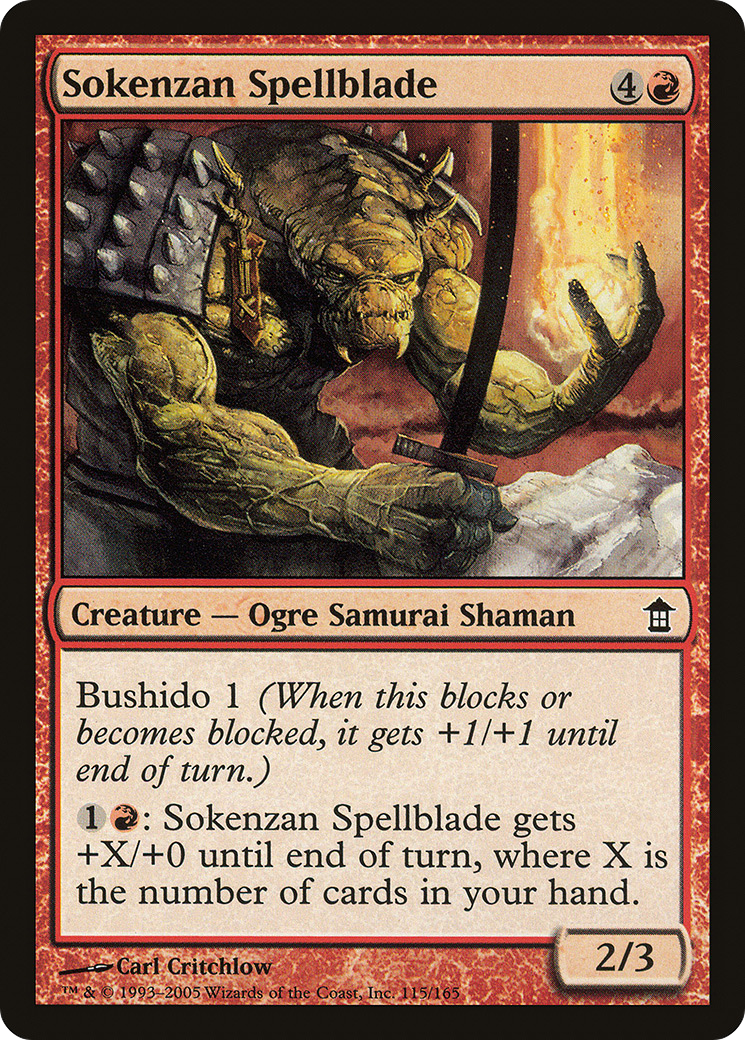 Sokenzan Spellblade 4
Creature — Ogre Samurai Shaman
Bushido 1 (When this blocks or
becomes blocked, it gets +1/+1 until
end of turn.)
1 : Sokenzan Spellblade gets
+X/+0 until end of turn, where X is
the number of cards in your hand.
2/3
Carl Critchlow
™ & © 1993–2005 Wizards of the Coast, Inc. 115/165